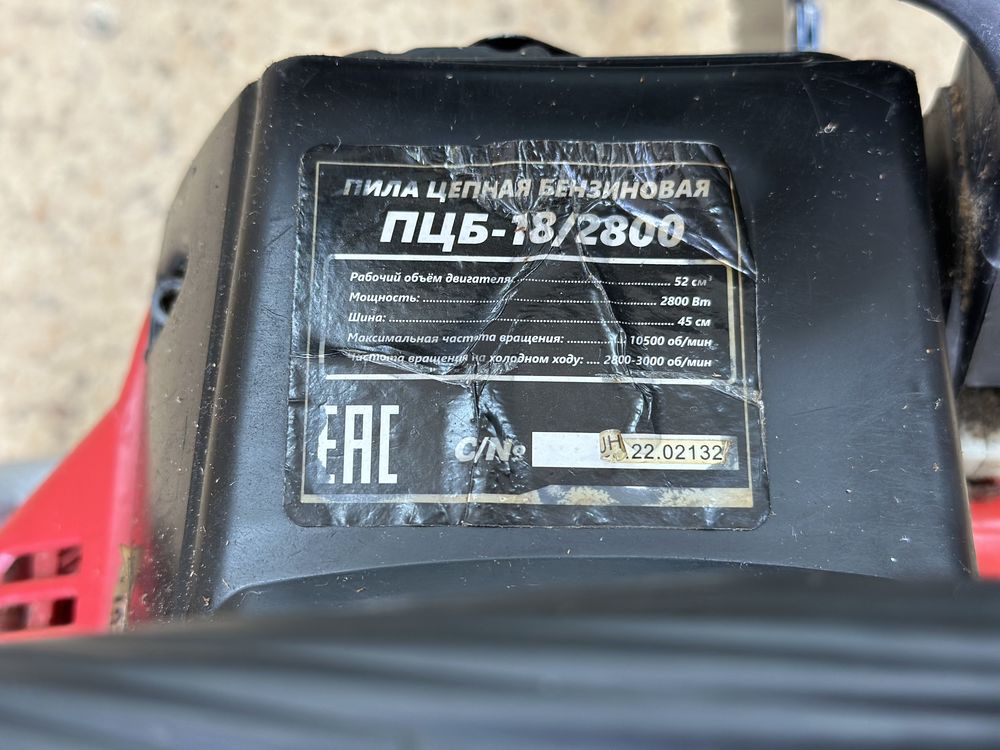 ПИЛА ЦЕПНАЯ БЕНЗИНОВАЯ
ПЦБ-18/2800
Рабочий объём двигателя: ........................ 52 см³
Мощность: ............................................. 2800 Вт
Шина: ..................................................... 45 см
Максимальная частота вращения: ............ 10500 об/мин
Частота вращения на холодном ходу: .... 2800-3000 об/мин
EAC
С/№ JH .22.02132